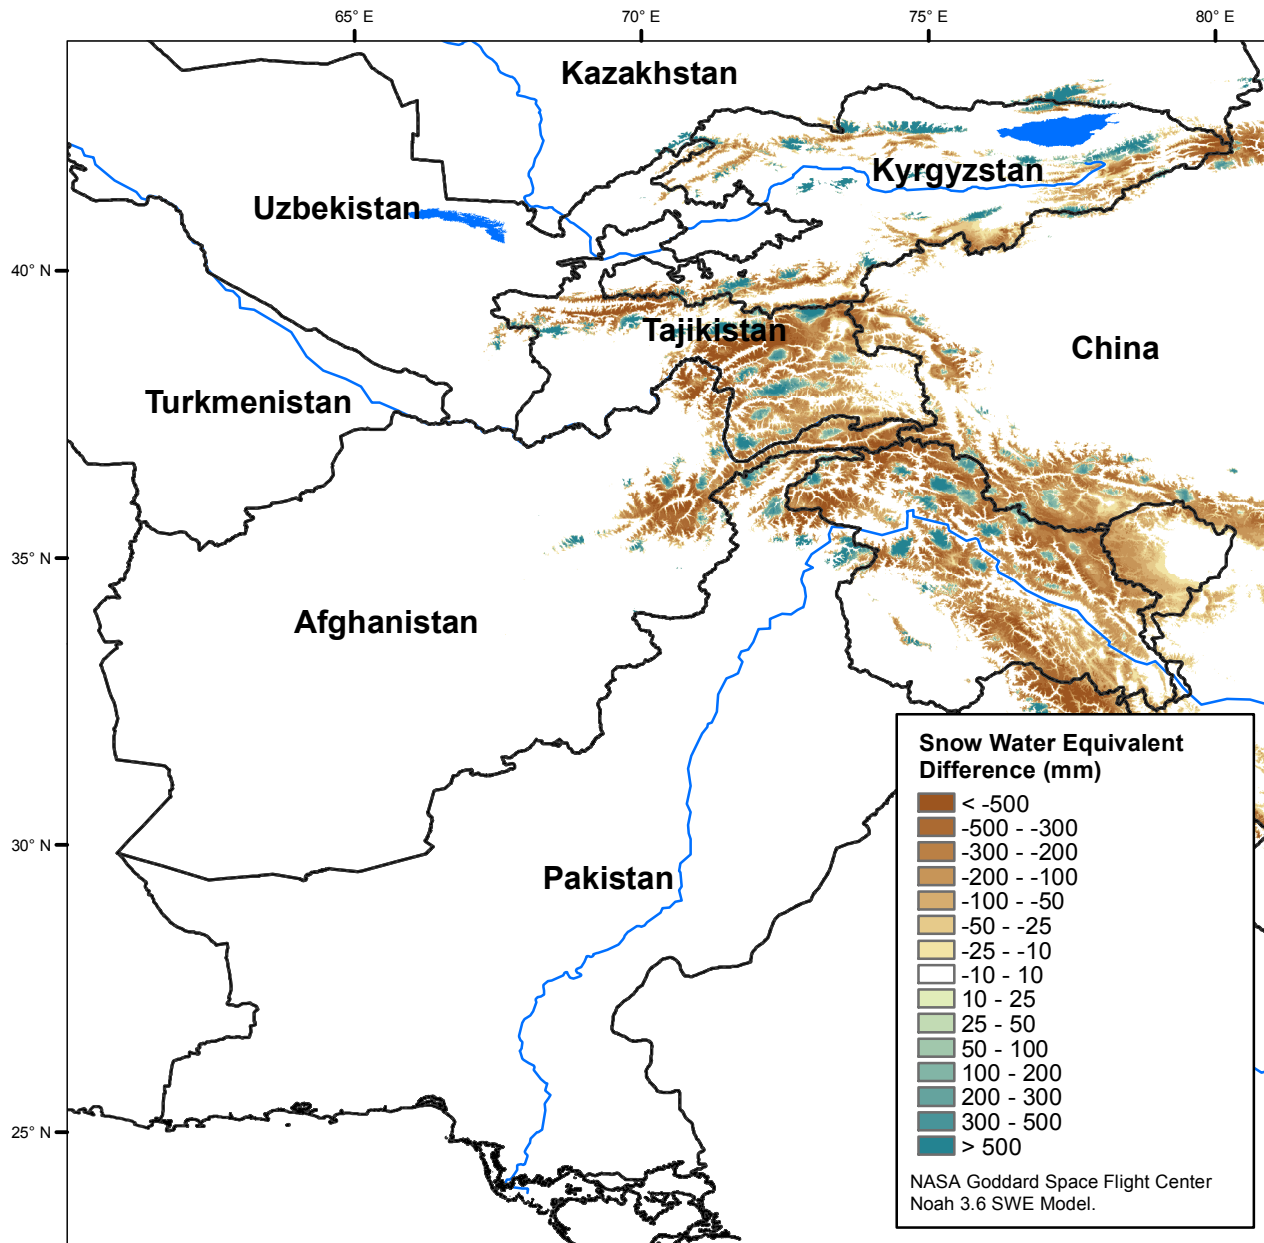 65° E 70° E 75° E 80° E
Kazakhstan
Kyrgyzstan
Uzbekistan
40° N
Tajikistan
China
Turkmenistan
35° N
Afghanistan
Snow Water Equivalent
Difference (mm)
< -500
-500 - -300
30° N
-300 - -200
Pakistan
-200 - -100
-100 - -50
-50 - -25
-25 - -10
-10 - 10
10 - 25
25 - 50
50 - 100
100 - 200
200 - 300
300 - 500
25° N
> 500
NASA Goddard Space Flight Center
Noah 3.6 SWE Model.